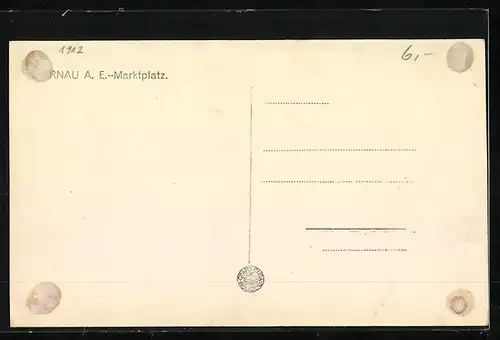 1912
6,-
RNAU A. E.--Marktplatz.